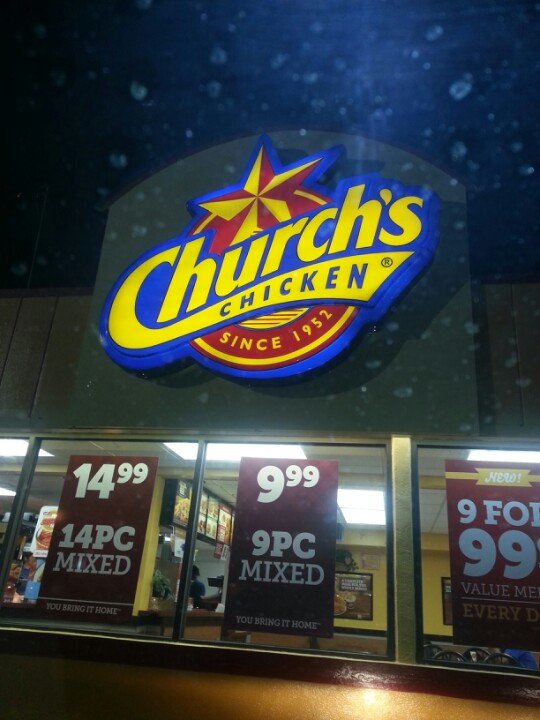 Church's
CHICKEN®
SINCE 1952
14.99
14PC
MIXED
YOU BRING IT HOME™
9.99
9PC
MIXED
YOU BRING IT HOME™
NEW!
9 FOR
99
VALUE
EVERY